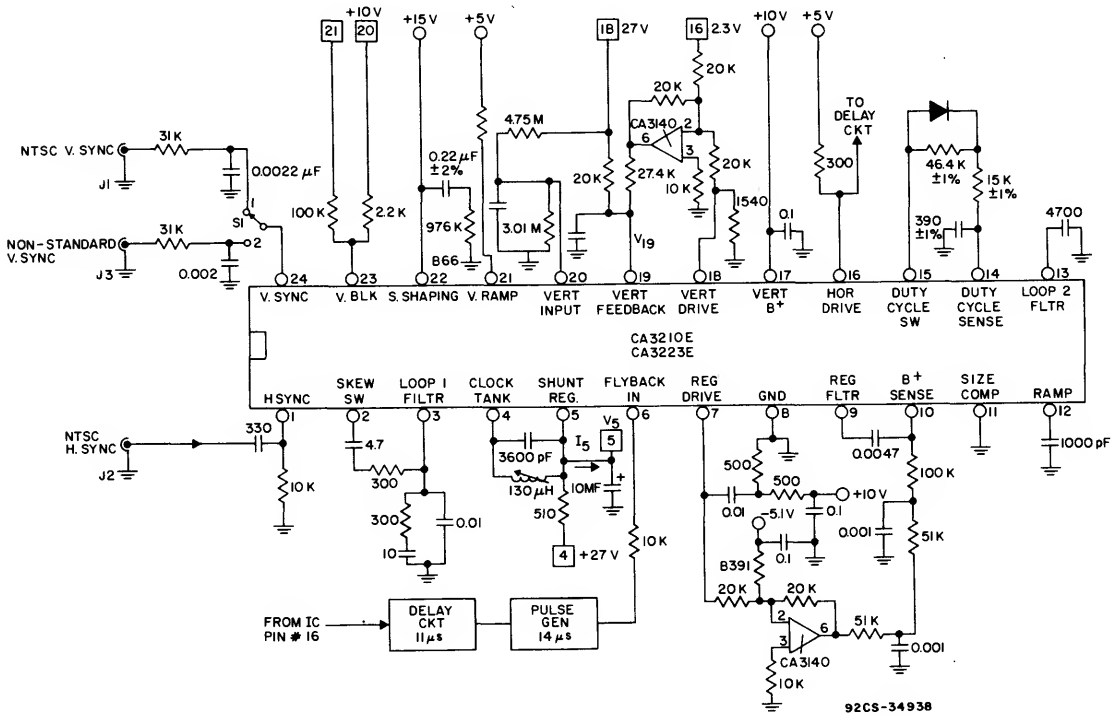 +15V
+10V
+5V
21
20
18
27V
16
2.3V
+10V
+5V
20K
20K
4.75 M
CA3140
6
2
3
TO
DELAY
CKT
31K
NTSC V. SYNC
J1
0.0022 µF
S1
1
2
NON-STANDARD
V. SYNC
J3
31K
0.002
100K
2.2K
0.22µF
±2%
976K
B66
3.01M
20K
27.4K
10K
V19
20K
1540
0.1
300
46.4K
±1%
15K
±1%
390
±1%
4700
24
23
22
21
20
19
18
17
16
15
14
13
V. SYNC
V. BLK
S. SHAPING
V. RAMP
VERT
INPUT
VERT
FEEDBACK
VERT
DRIVE
VERT
B+
HOR
DRIVE
DUTY
CYCLE
SW
DUTY
CYCLE
SENSE
LOOP 2
FLTR
CA3210E
CA3223E
H SYNC
SKEW
SW
LOOP 1
FILTR
CLOCK
TANK
SHUNT
REG.
FLYBACK
IN
REG
DRIVE
GND
REG
FLTR
B+
SENSE
SIZE
COMP
RAMP
1
2
3
4
5
6
7
8
9
10
11
12
NTSC
H. SYNC
J2
330
10K
4.7
300
300
10
0.01
3600 pF
130µH
I5
V5
5
10MF
+
510
4
+27V
10K
0.01
500
500
+10V
0.1
-5.1V
0.1
B391
20K
20K
2
3
6
CA3140
10K
51K
0.001
0.0047
100K
0.001
51K
1000 pF
FROM IC
PIN # 16
DELAY
CKT
11µs
PULSE
GEN
14µs
92CS-34938